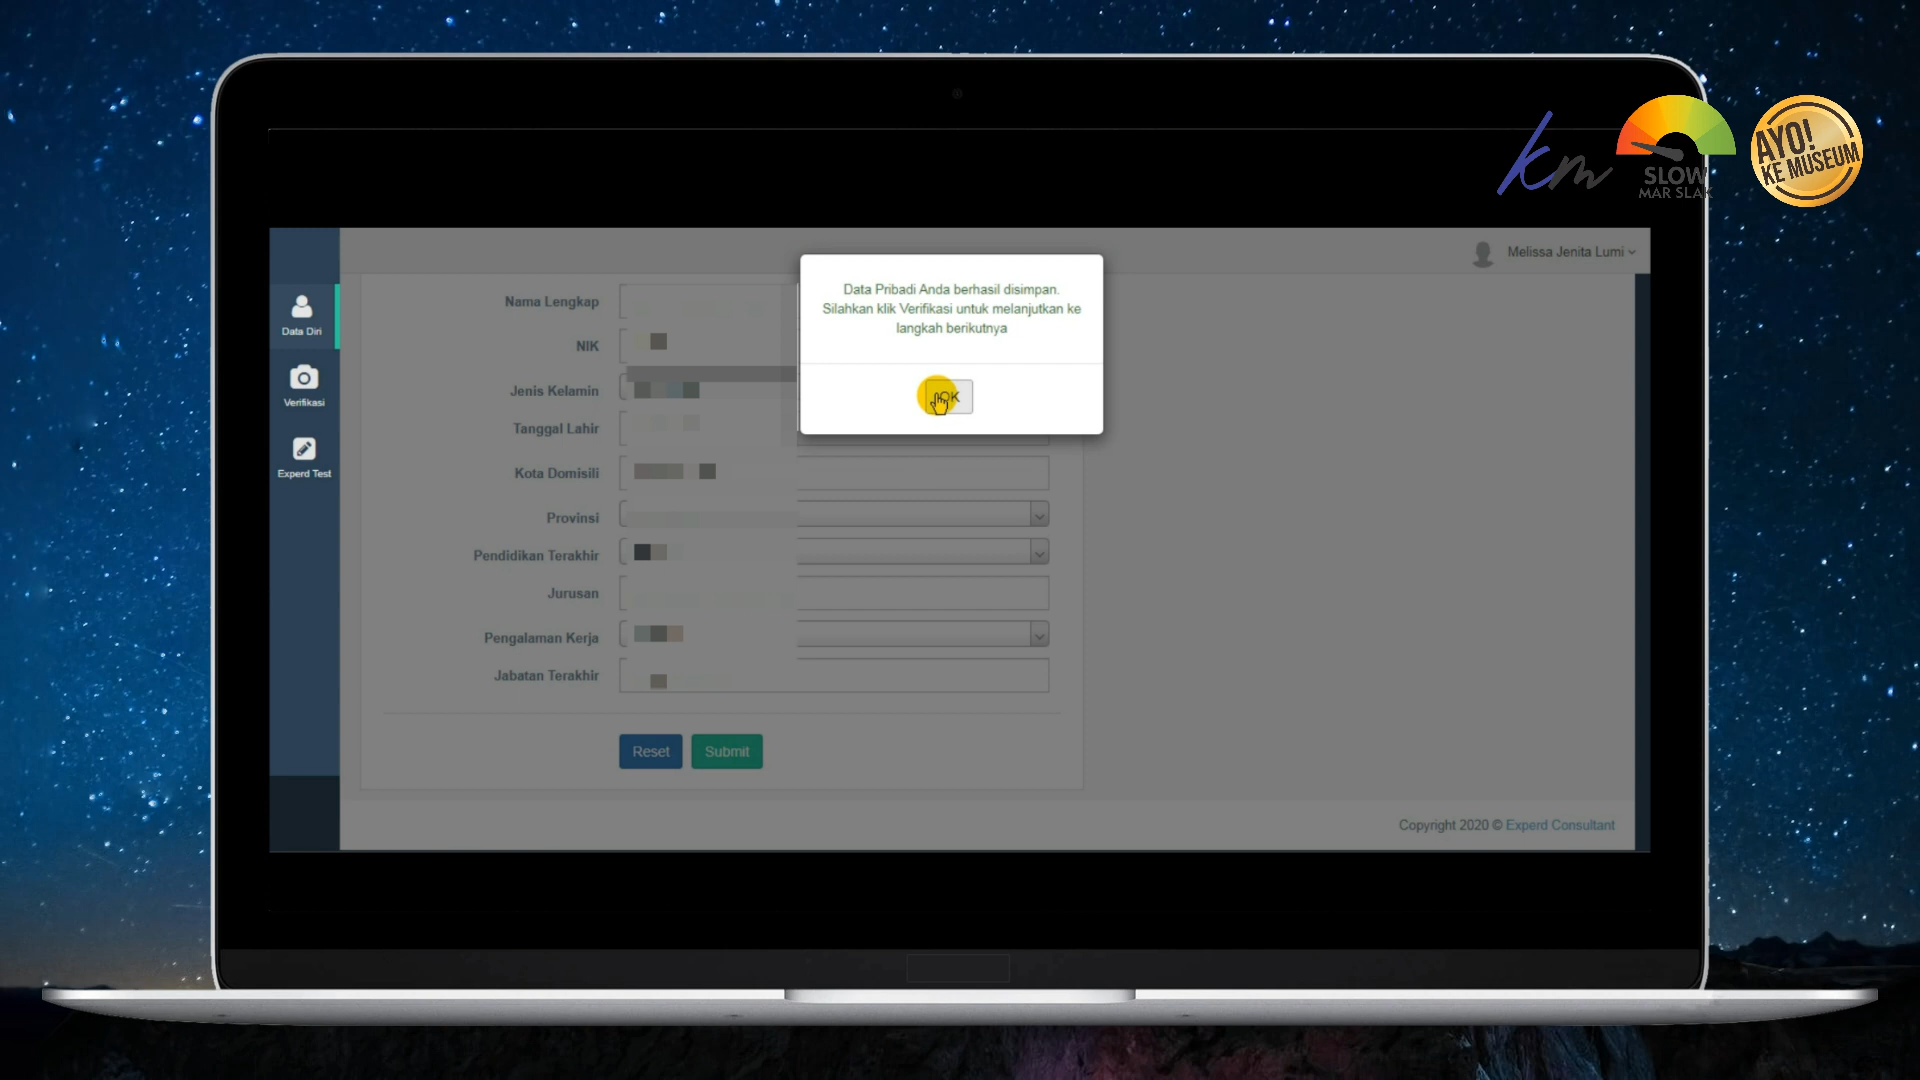 km
SLOW
MAR SLAK
AYO!
KE MUSEUM
Melissa Jenita Lumi
Data Pribadi Anda berhasil disimpan.
Silahkan klik Verifikasi untuk melanjutkan ke
langkah berikutnya
OK
Data Diri
Verifikasi
Experd Test
Nama Lengkap
NIK
Jenis Kelamin
Tanggal Lahir
Kota Domisili
Provinsi
Pendidikan Terakhir
Jurusan
Pengalaman Kerja
Jabatan Terakhir
Reset Submit
Copyright 2020 © Experd Consultant